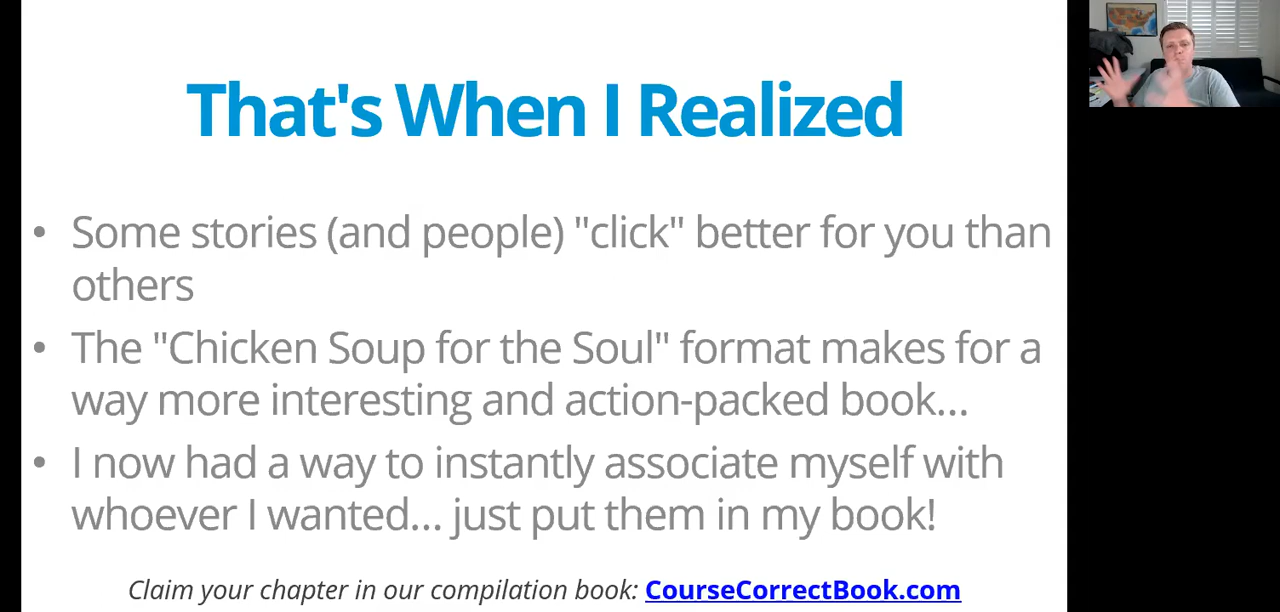 That's When I Realized
• Some stories (and people) "click" better for you than
others
• The "Chicken Soup for the Soul" format makes for a
way more interesting and action-packed book...
• I now had a way to instantly associate myself with
whoever I wanted... just put them in my book!
Claim your chapter in our compilation book: CourseCorrectBook.com